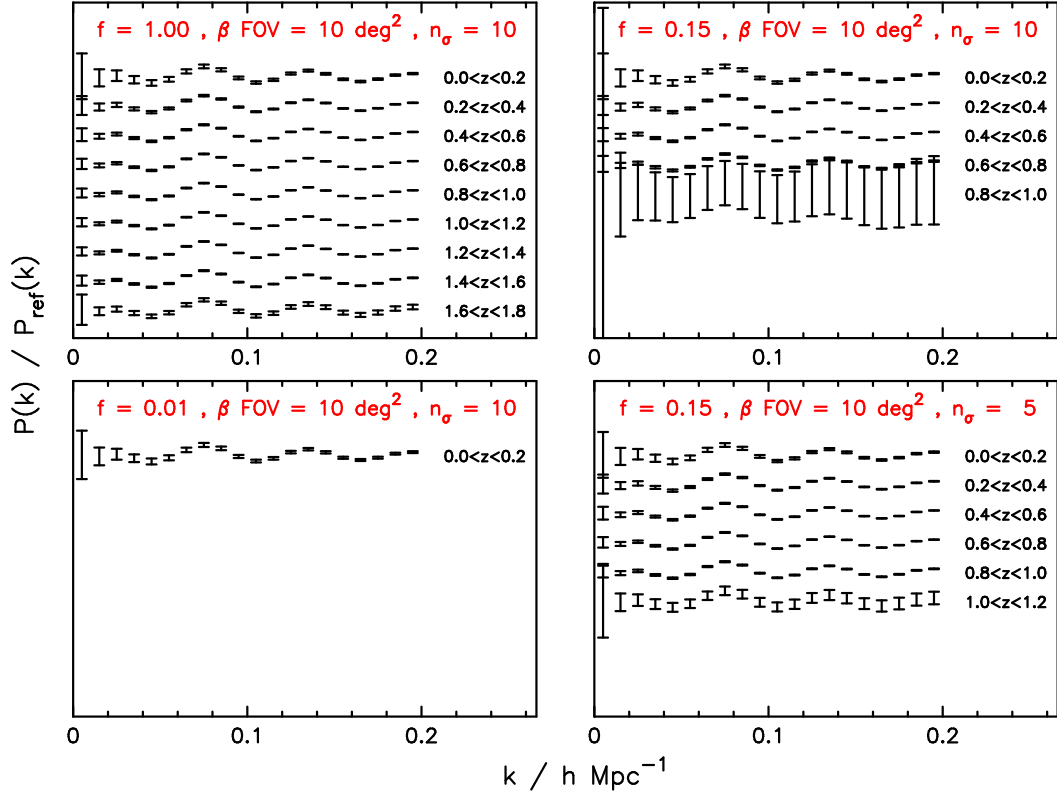 f = 1.00 , β FOV = 10 deg² , nσ = 10
0.0<z<0.2
0.2<z<0.4
0.4<z<0.6
0.6<z<0.8
0.8<z<1.0
1.0<z<1.2
1.2<z<1.4
1.4<z<1.6
1.6<z<1.8
0 0.1 0.2
f = 0.15 , β FOV = 10 deg² , nσ = 10
0.0<z<0.2
0.2<z<0.4
0.4<z<0.6
0.6<z<0.8
0.8<z<1.0
0 0.1 0.2
f = 0.01 , β FOV = 10 deg² , nσ = 10
0.0<z<0.2
0 0.1 0.2
f = 0.15 , β FOV = 10 deg² , nσ = 5
0.0<z<0.2
0.2<z<0.4
0.4<z<0.6
0.6<z<0.8
0.8<z<1.0
1.0<z<1.2
0 0.1 0.2
P(k) / Pref(k)
k / h Mpc⁻¹